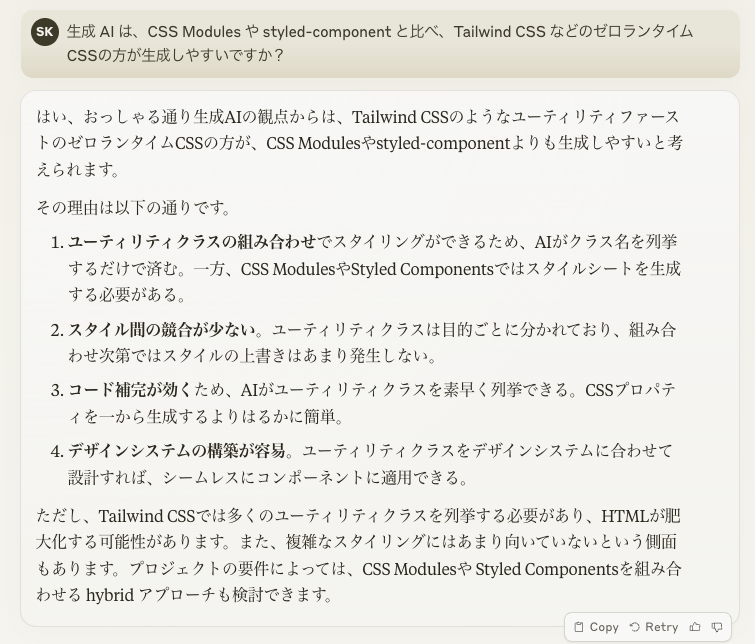 SK 生成 AI は、CSS Modules や styled-component と比べ、Tailwind CSS などのゼロランタイム
CSSの方が生成しやすいですか？
はい、おっしゃる通り生成AIの観点からは、Tailwind CSSのようなユーティリティファース
トのゼロランタイムCSSの方が、CSS Modulesやstyled-componentよりも生成しやすいと考
えられます。
その理由は以下の通りです。
1. ユーティリティクラスの組み合わせでスタイリングができるため、AIがクラス名を列挙
するだけで済む。一方、CSS ModulesやStyled Componentsではスタイルシートを生成
する必要がある。
2. スタイル間の競合が少ない。ユーティリティクラスは目的ごとに分かれており、組み合
わせ次第ではスタイルの上書きはあまり発生しない。
3. コード補完が効くため、AIがユーティリティクラスを素早く列挙できる。CSSプロパテ
ィを一から生成するよりはるかに簡単。
4. デザインシステムの構築が容易。ユーティリティクラスをデザインシステムに合わせて
設計すれば、シームレスにコンポーネントに適用できる。
ただし、Tailwind CSSでは多くのユーティリティクラスを列挙する必要があり、HTMLが肥
大化する可能性があります。また、複雑なスタイリングにはあまり向いていないという側面
もあります。プロジェクトの要件によっては、CSS Modulesや Styled Componentsを組み合
わせる hybrid アプローチも検討できます。
Copy Retry